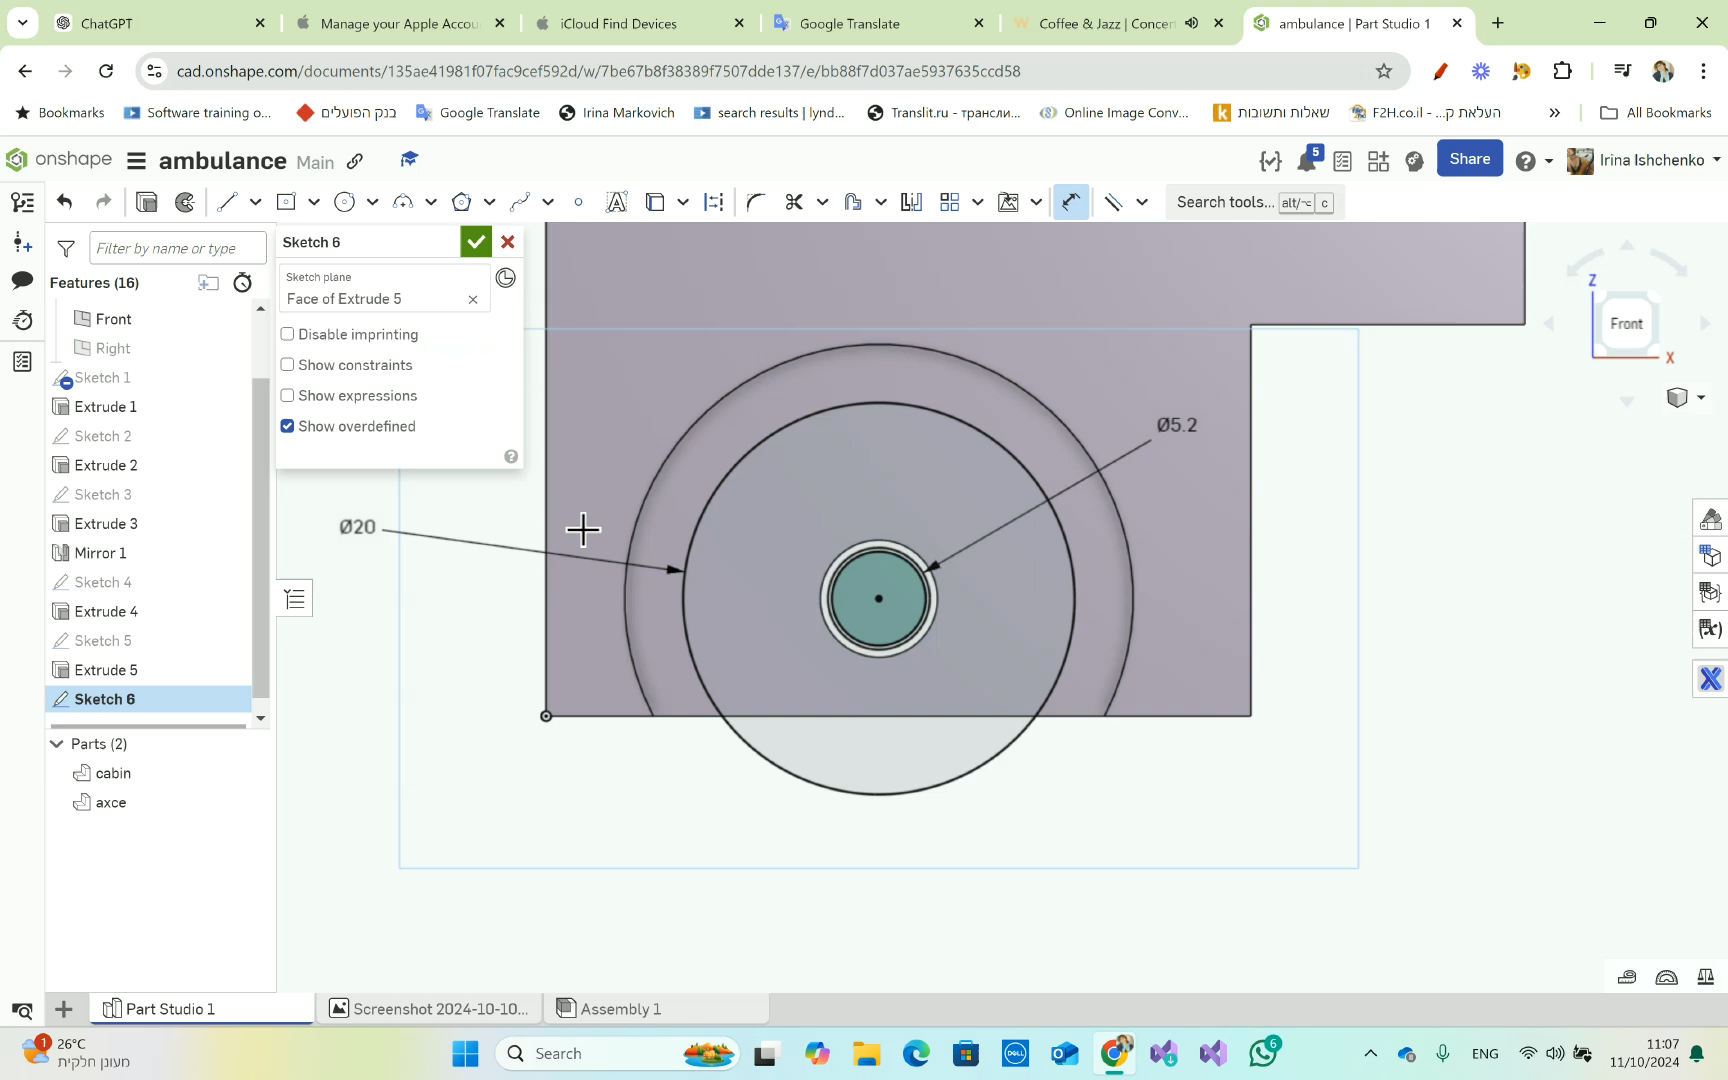 ChatGPT
Manage your Apple Accou
iCloud Find Devices
Google Translate
Coffee & Jazz | Concert
ambulance | Part Studio 1
cad.onshape.com/documents/135ae41981f07fac9cef592d/w/7be67b8f38389f7507dde137/e/bb88f7d037ae5937635ccd58
Bookmarks
Software training o...
בנק הפועלים
Google Translate
Irina Markovich
search results | lynd...
Translit.ru - трансли...
Online Image Conv...
שאלות ותשובות
F2H.co.il - ...העלאת ק
»
All Bookmarks
onshape
ambulance Main
5
Share
Irina Ishchenko
Search tools... alt/⌥ c
Filter by name or type
Features (16)
Front
Right
Sketch 1
Extrude 1
Sketch 2
Extrude 2
Sketch 3
Extrude 3
Mirror 1
Sketch 4
Extrude 4
Sketch 5
Extrude 5
Sketch 6
Parts (2)
cabin
axce
Sketch 6
Sketch plane
Face of Extrude 5
Disable imprinting
Show constraints
Show expressions
Show overdefined
Ø20
Ø5.2
Z
Front
X
Part Studio 1
Screenshot 2024-10-10...
Assembly 1
1
26°C
מעונן חלקית
Search
DELL
6
ENG
11:07
11/10/2024